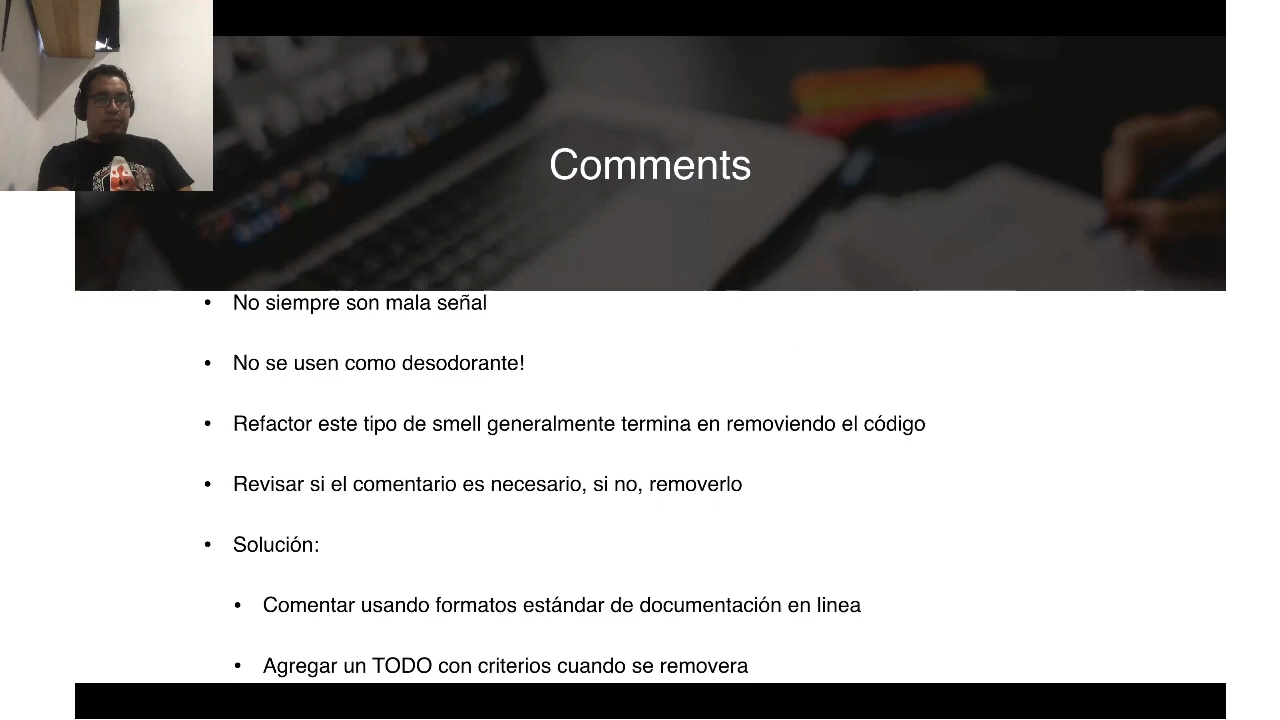 Comments
• No siempre son mala señal
• No se usen como desodorante!
• Refactor este tipo de smell generalmente termina en removiendo el código
• Revisar si el comentario es necesario, si no, removerlo
• Solución:
• Comentar usando formatos estándar de documentación en linea
• Agregar un TODO con criterios cuando se removera